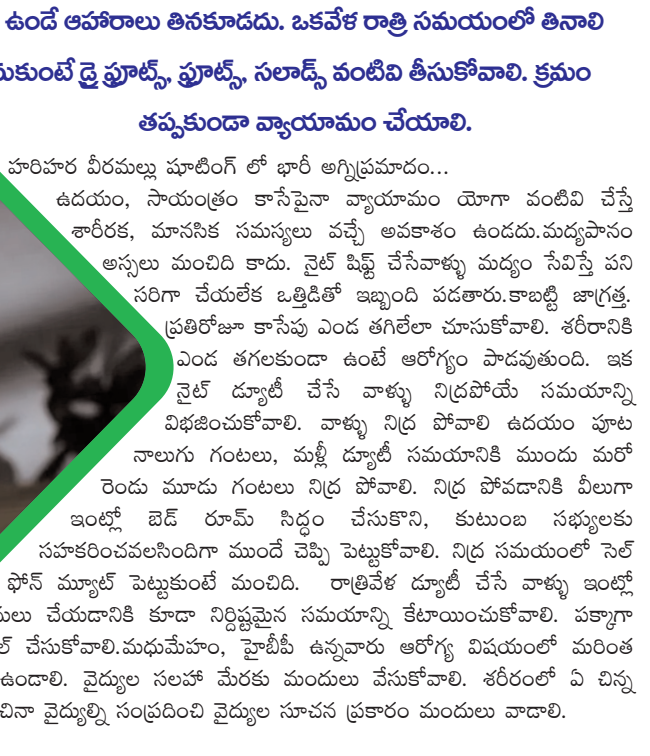 ఉండే ఆహారాలు తినకూడదు. ఒకవేళ రాత్రి సమయంలో తినాలి
డ్రై ఫ్రూట్స్, ఫ్రూట్స్, సలాడ్స్ వంటివి తీసుకోవాలి. క్రమం
తప్పకుండా వ్యాయామం చేయాలి.
హరిహర వీరమల్లు షూటింగ్ లో భారీ అగ్నిప్రమాదం...
ఉదయం, సాయంత్రం కాసేపైనా వ్యాయామం యోగా వంటివి చేస్తే
శారీరక, మానసిక సమస్యలు వచ్చే అవకాశం ఉండదు.మద్యపానం
అస్సలు మంచిది కాదు. నైట్ షిఫ్ట్ చేసేవాళ్ళు మద్యం సేవిస్తే పని
సరిగా చేయలేక ఒత్తిడితో ఇబ్బంది పడతారు.కాబట్టి జాగ్రత్త.
ప్రతిరోజూ కాసేపు ఎండ తగిలేలా చూసుకోవాలి. శరీరానికి
ఎండ తగలకుండా ఉంటే ఆరోగ్యం పాడవుతుంది. ఇక
నైట్ డ్యూటీ చేసే వాళ్ళు నిద్రపోయే సమయాన్ని
విభజించుకోవాలి. వాళ్ళు నిద్ర పోవాలి ఉదయం పూట
నాలుగు గంటలు, మళ్లీ డ్యూటీ సమయానికి ముందు మరో
రెండు మూడు గంటలు నిద్ర పోవాలి. నిద్ర పోవడానికి వీలుగా
ఇంట్లో బెడ్ రూమ్ సిద్ధం చేసుకొని, కుటుంబ సభ్యులకు
సహకరించవలసిందిగా ముందే చెప్పి పెట్టుకోవాలి. నిద్ర సమయంలో సెల్
ఫోన్ మ్యూట్ పెట్టుకుంటే మంచిది. రాత్రివేళ డ్యూటీ చేసే వాళ్ళు ఇంట్లో
చేయడానికి కూడా నిర్దిష్టమైన సమయాన్ని కేటాయించుకోవాలి. పక్కాగా
చేసుకోవాలి.మధుమేహం, హైబీపీ ఉన్నవారు ఆరోగ్య విషయంలో మరింత
ఉండాలి. వైద్యుల సలహా మేరకు మందులు వేసుకోవాలి. శరీరంలో ఏ చిన్న
వైద్యుల్ని సంప్రదించి వైద్యుల సూచన ప్రకారం మందులు వాడాలి.